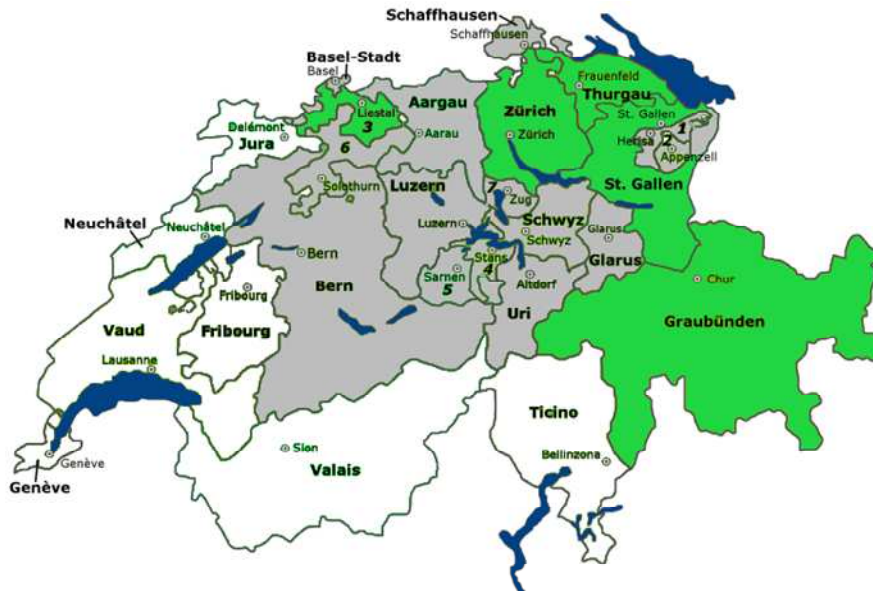 Schaffhausen
Schaffhausen
Basel-Stadt
Basel
Frauenfeld
Thurgau
Aargau
Zürich
Liestal
3
St. Gallen
1
Delémont
Aarau
Zürich
Herisau
2
Jura
6
Appenzell
Solothurn
Luzern
7
Zug
St. Gallen
Neuchâtel
Neuchâtel
Luzern
Schwyz
Schwyz
Glarus
Bern
Stans
Glarus
Sarnen
4
Altdorf
Chur
Fribourg
Bern
5
Uri
Graubünden
Vaud
Fribourg
Lausanne
Ticino
Sion
Bellinzona
Genève
Valais
Genève